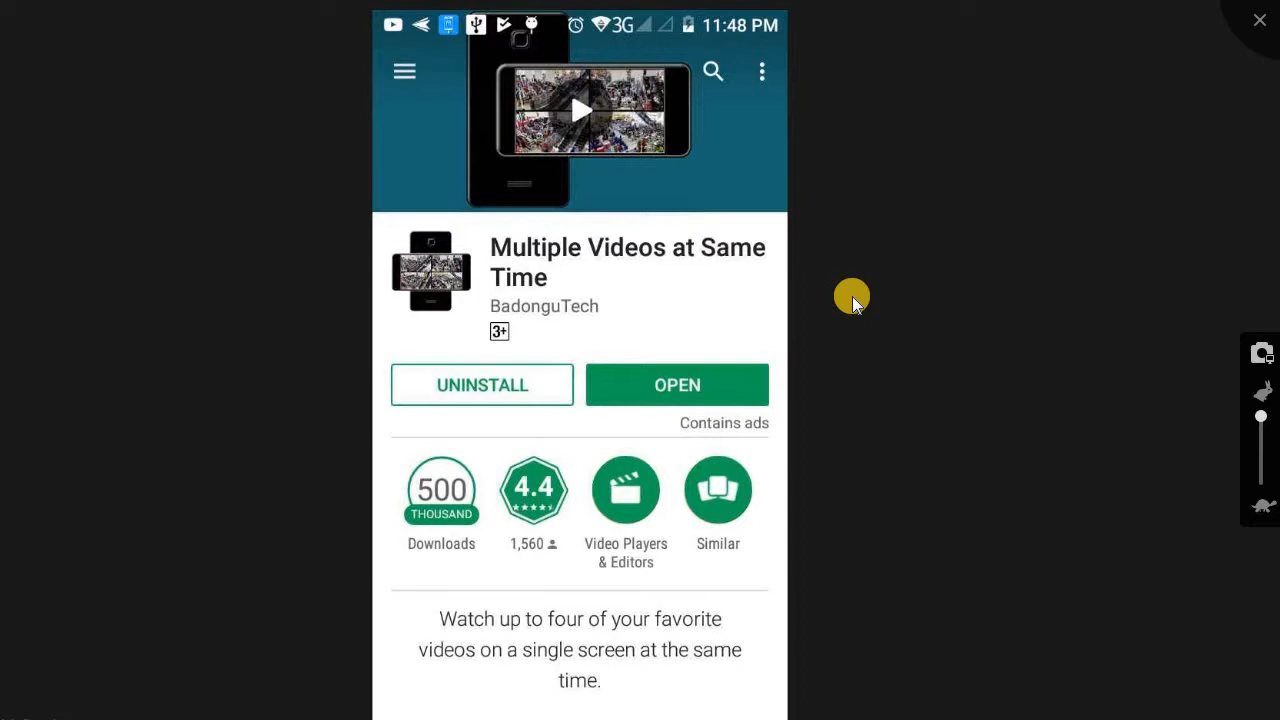 3G 11:48 PM
Multiple Videos at Same
Time
BadonguTech
3+
UNINSTALL
OPEN
Contains ads
500
THOUSAND
Downloads
4.4
1,560
Video Players
& Editors
Similar
Watch up to four of your favorite
videos on a single screen at the same
time.